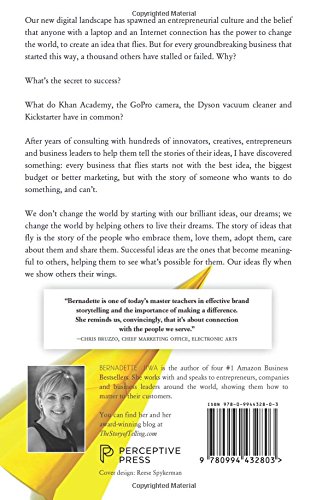 Copyrighted Material
Our new digital landscape has spawned an entrepreneurial culture and the belief
that anyone with a laptop and an Internet connection has the power to change
the world, to create an idea that flies. But for every groundbreaking business that
started this way, a thousand others have stalled or failed. Why?
What's the secret to success?
What do Khan Academy, the GoPro camera, the Dyson vacuum cleaner and
Kickstarter have in common?
After years of consulting with hundreds of innovators, creatives, entrepreneurs
and business leaders to help them tell the stories of their ideas, I have discovered
something: every business that flies starts not with the best idea, the biggest
budget or better marketing, but with the story of someone who wants to do
something, and can't.
We don't change the world by starting with our brilliant ideas, our dreams; we
change the world by helping others to live their dreams. The story of ideas that
fly is the story of the people who embrace them, love them, adopt them, care
about them and share them. Successful ideas are the ones that become meaning-
ful to others, helping them to see what's possible for them. Our ideas fly when
we show others their wings.
"Bernadette is one of today's master teachers in effective brand
storytelling and the importance of making a difference.
She reminds us, convincingly, that it's about connection
with the people we serve."
—CHRIS BRUZZO, CHIEF MARKETING OFFICE, ELECTRONIC ARTS
BERNADETTE JIWA is the author of four #1 Amazon Business
Bestsellers. She works with and speaks to entrepreneurs, companies
and business leaders around the world, showing them how to
matter to their customers.
You can find her and her
award-winning blog at
TheStoryofTelling.com
PERCEPTIVE
PRESS
Cover design: Reese Spykerman
ISBN 978-0-9944328-0-3
9 780994 432803 >
Copyrighted Material